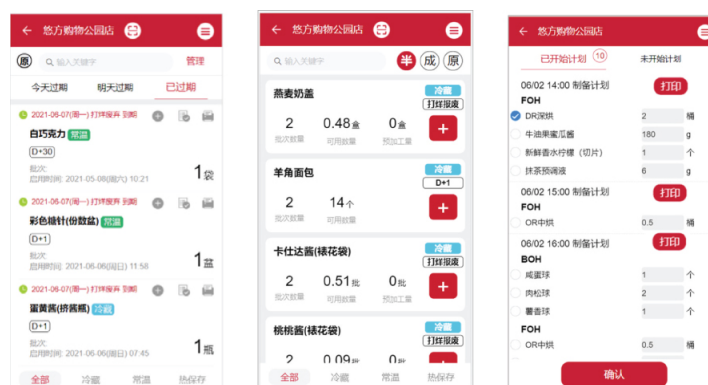 悠方购物公园店
原
输入关键字
管理
今天过期 明天过期 已过期
2021-06-07(周一) 打烊废弃 到期
白巧克力 常温
D+30
批次:
启用时间: 2021-05-08(周六) 10:21
1袋
2021-06-07(周一) 打烊废弃 到期
彩色糖针(份数盆) 常温
D+1
批次:
启用时间: 2021-06-06(周日) 11:58
1盆
2021-06-07(周一) 打烊废弃 到期
蛋黄酱(挤酱瓶) 冷藏
D+1
批次:
启用时间: 2021-06-06(周日) 07:45
1瓶
全部 冷藏 常温 热保存
悠方购物公园店
输入关键字
半 成 原
燕麦奶盖
冷藏
打烊报废
2 0.48盒 0盒
批次数量 可用数量 预加工量
羊角面包
冷藏
D+1
2 14个
批次数量 可用数量
卡仕达酱(裱花袋)
冷藏
打烊报废
2 0.51批 0批
批次数量 可用数量 预加工量
桃桃酱(裱花袋)
冷藏
打烊报废
2 0.09批 0批
全部 冷藏 常温 热保存
悠方购物公园店
已开始计划 10 未开始计划
06/02 14:00 制备计划 打印
FOH
DR深烘 2 桶
牛油果蜜瓜酱 180 g
新鲜香水柠檬（切片） 1 个
抹茶预调液 6 g
06/02 15:00 制备计划 打印
FOH
OR中烘 0.5 桶
06/02 16:00 制备计划 打印
BOH
咸蛋球 1 个
肉松球 2 个
薯香球 1 个
FOH
OR中烘 0.5 桶
确认